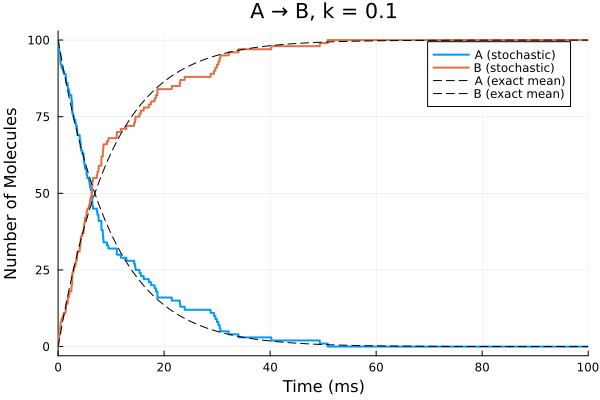 A → B, k = 0.1
Number of Molecules
100
75
50
25
0
A (stochastic)
B (stochastic)
A (exact mean)
B (exact mean)
0 20 40 60 80 100
Time (ms)